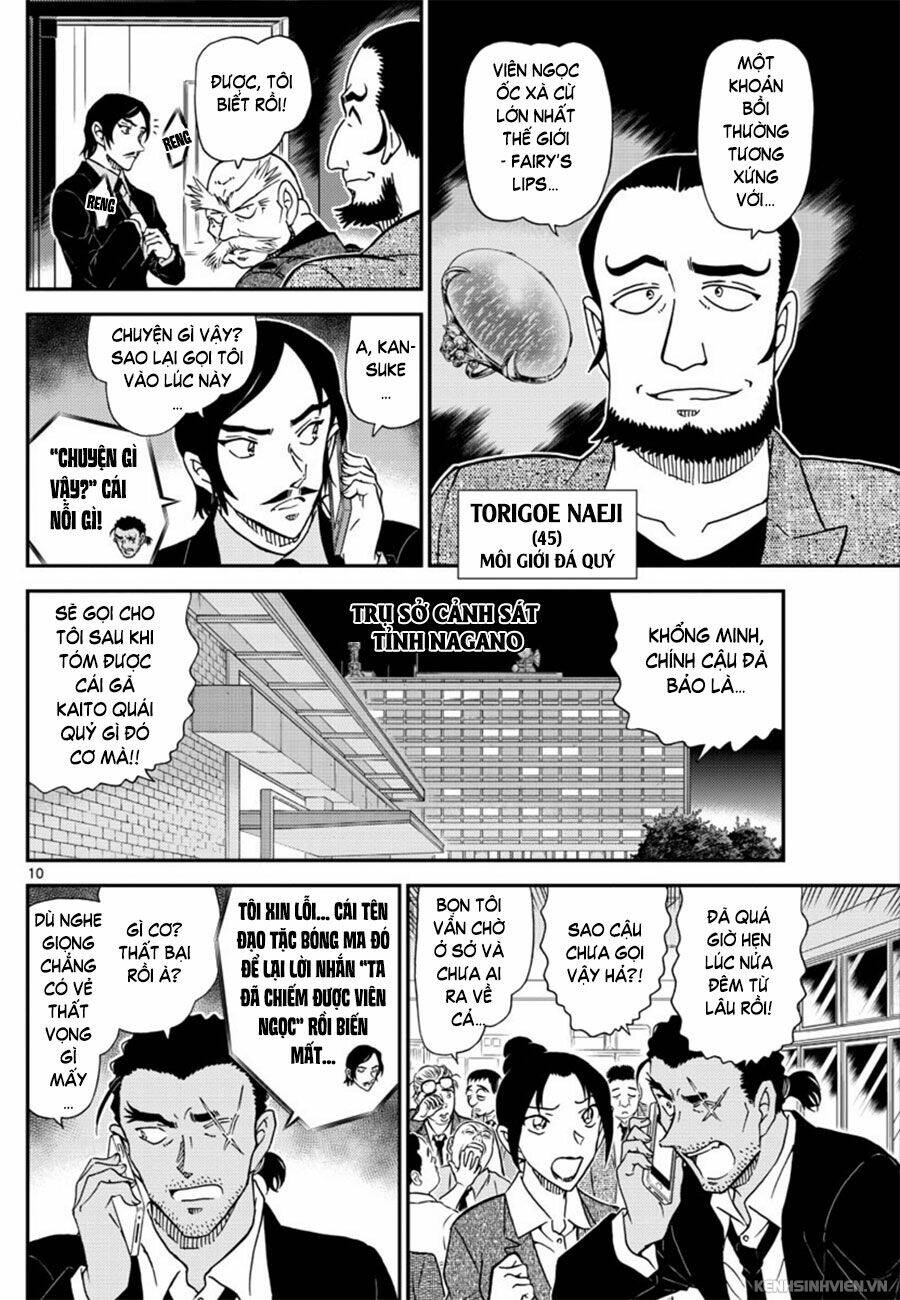 MỘT
KHOẢN
BỒI
THƯỜNG
TƯƠNG
XỨNG
VỚI...
VIÊN NGỌC
ỐC XÀ CỪ
LỚN NHẤT
THẾ GIỚI
- FAIRY'S
LIPS...
TORIGOE NAEJI
(45)
MÔI GIỚI ĐÁ QUÝ
ĐƯỢC, TÔI
BIẾT RỒI!
RENG
RENG
A, KAN-
SUKE
...
CHUYỆN GÌ VẬY?
SAO LẠI GỌI TÔI
VÀO LÚC NÀY
...
"CHUYỆN GÌ
VẬY?" CÁI
NỖI GÌ!
TRỤ SỞ CẢNH SÁT
TỈNH NAGANO
KHỔNG MINH,
CHÍNH CẬU ĐÃ
BẢO LÀ...
SẼ GỌI CHO
TÔI SAU KHI
TÓM ĐƯỢC
CÁI GÃ
KAITO QUÁI
QUỶ GÌ ĐÓ
CƠ MÀ!!
10
ĐÃ QUÁ
GIỜ HẸN
LÚC NỬA
ĐÊM TỪ
LÂU RỒI!
SAO CẬU
CHƯA GỌI
VẬY HẢ?!
BỌN TÔI
VẪN CHỜ
Ở SỞ VÀ
CHƯA AI
RA VỀ
CẢ...
TÔI XIN LỖI... CÁI TÊN
ĐẠO TẶC BÓNG MA ĐÓ
ĐỂ LẠI LỜI NHẮN "TA
ĐÃ CHIẾM ĐƯỢC VIÊN
NGỌC" RỒI BIẾN
MẤT...
GÌ CƠ?
THẤT BẠI
RỒI À?
DÙ NGHE
GIỌNG
CHẲNG
CÓ VẺ
THẤT
VỌNG
GÌ
MẤY
...
KENHSINHVIEN.VN